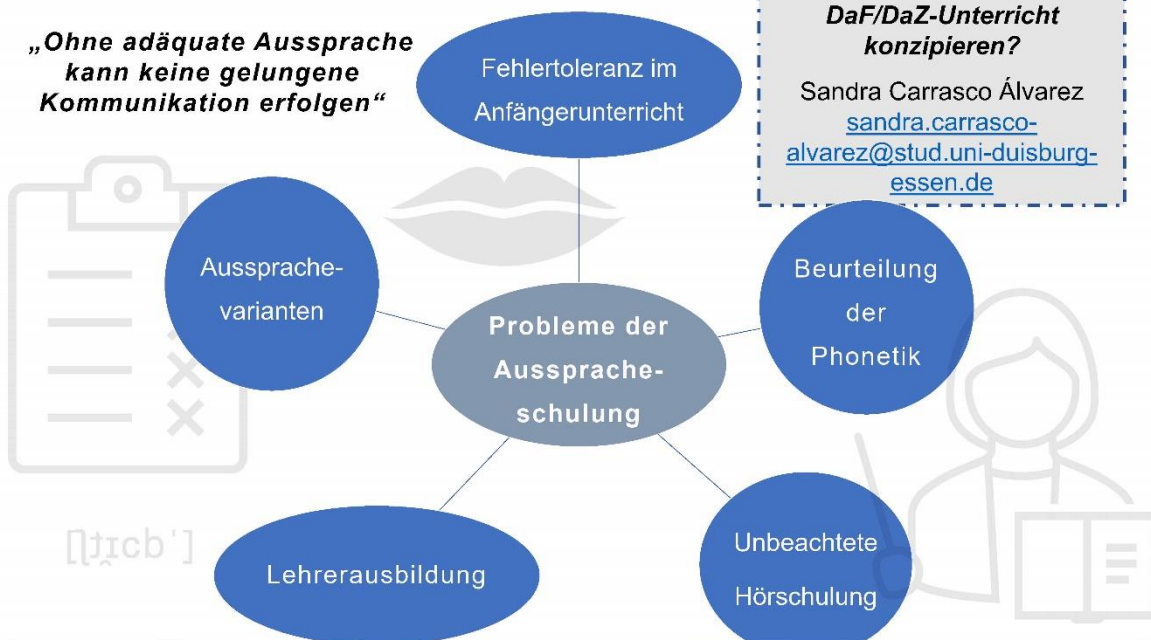 „Ohne adäquate Aussprache
kann keine gelungene
Kommunikation erfolgen“
DaF/DaZ-Unterricht
konzipieren?
Sandra Carrasco Álvarez
sandra.carrasco-
alvarez@stud.uni-duisburg-
essen.de
Fehlertoleranz im
Anfängerunterricht
Aussprache-
varianten
Beurteilung
der
Phonetik
Probleme der
Aussprache-
schulung
Lehrerausbildung
Unbeachtete
Hörschulung